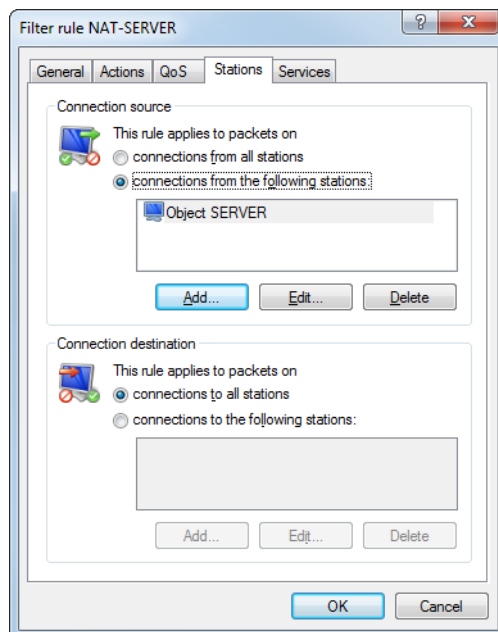 Filter rule NAT-SERVER
?
General Actions QoS Stations Services
Connection source
This rule applies to packets on
connections from all stations
connections from the following stations:
Object SERVER
Add... Edit... Delete
Connection destination
This rule applies to packets on
connections to all stations
connections to the following stations:
Add... Edit... Delete
OK Cancel